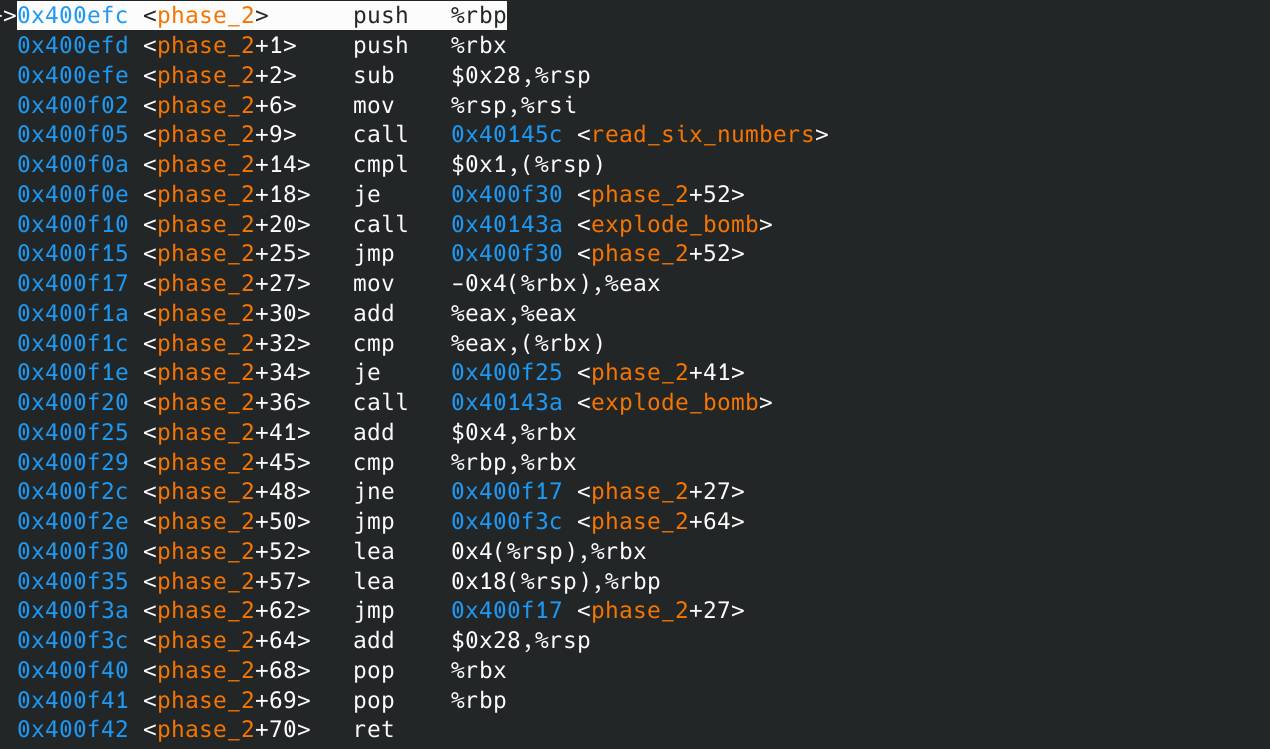 >0x400efc <phase_2>      push   %rbp
0x400efd <phase_2+1>    push   %rbx
0x400efe <phase_2+2>    sub    $0x28,%rsp
0x400f02 <phase_2+6>    mov    %rsp,%rsi
0x400f05 <phase_2+9>    call   0x40145c <read_six_numbers>
0x400f0a <phase_2+14>   cmpl   $0x1,(%rsp)
0x400f0e <phase_2+18>   je     0x400f30 <phase_2+52>
0x400f10 <phase_2+20>   call   0x40143a <explode_bomb>
0x400f15 <phase_2+25>   jmp    0x400f30 <phase_2+52>
0x400f17 <phase_2+27>   mov    -0x4(%rbx),%eax
0x400f1a <phase_2+30>   add    %eax,%eax
0x400f1c <phase_2+32>   cmp    %eax,(%rbx)
0x400f1e <phase_2+34>   je     0x400f25 <phase_2+41>
0x400f20 <phase_2+36>   call   0x40143a <explode_bomb>
0x400f25 <phase_2+41>   add    $0x4,%rbx
0x400f29 <phase_2+45>   cmp    %rbp,%rbx
0x400f2c <phase_2+48>   jne    0x400f17 <phase_2+27>
0x400f2e <phase_2+50>   jmp    0x400f3c <phase_2+64>
0x400f30 <phase_2+52>   lea    0x4(%rsp),%rbx
0x400f35 <phase_2+57>   lea    0x18(%rsp),%rbp
0x400f3a <phase_2+62>   jmp    0x400f17 <phase_2+27>
0x400f3c <phase_2+64>   add    $0x28,%rsp
0x400f40 <phase_2+68>   pop    %rbx
0x400f41 <phase_2+69>   pop    %rbp
0x400f42 <phase_2+70>   ret